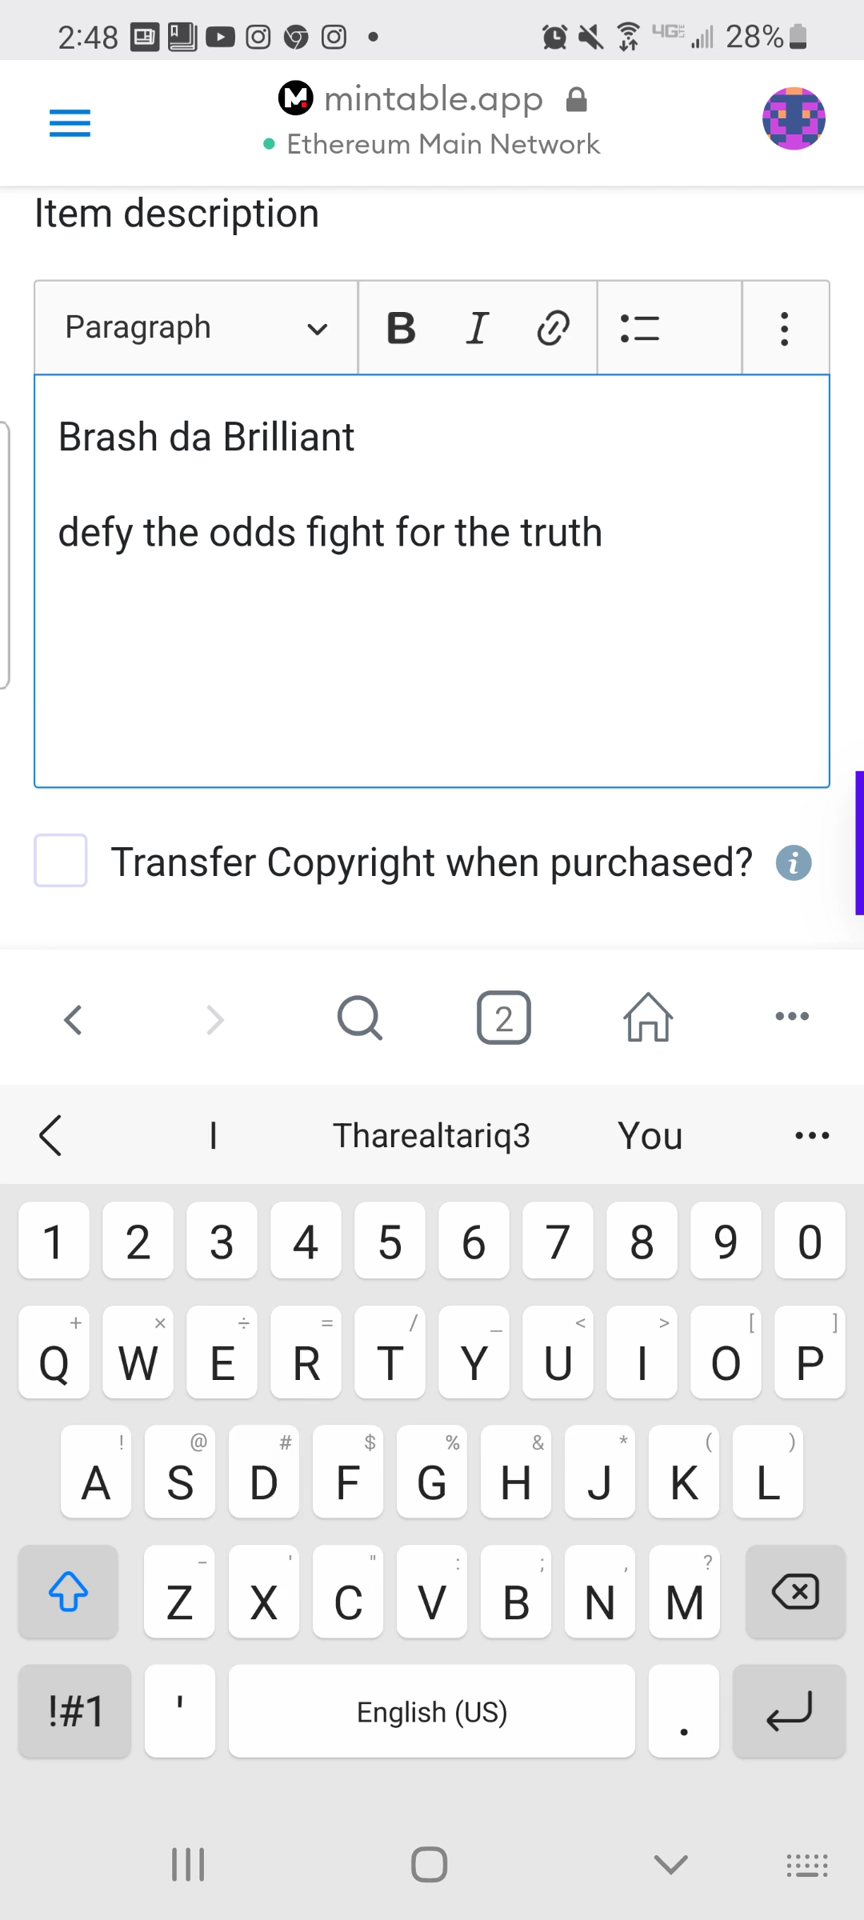 2:48 4G 28%
mintable.app
Ethereum Main Network
Item description
Paragraph B I
Brash da Brilliant
defy the odds fight for the truth
Transfer Copyright when purchased? i
2
I Tharealtariq3 You
1 2 3 4 5 6 7 8 9 0
+ × ÷ = / _ < > [ ]
Q W E R T Y U I O P
! @ # $ % & * ( )
A S D F G H J K L
- ' " : ; , ?
Z X C V B N M
!#1 ' English (US) .